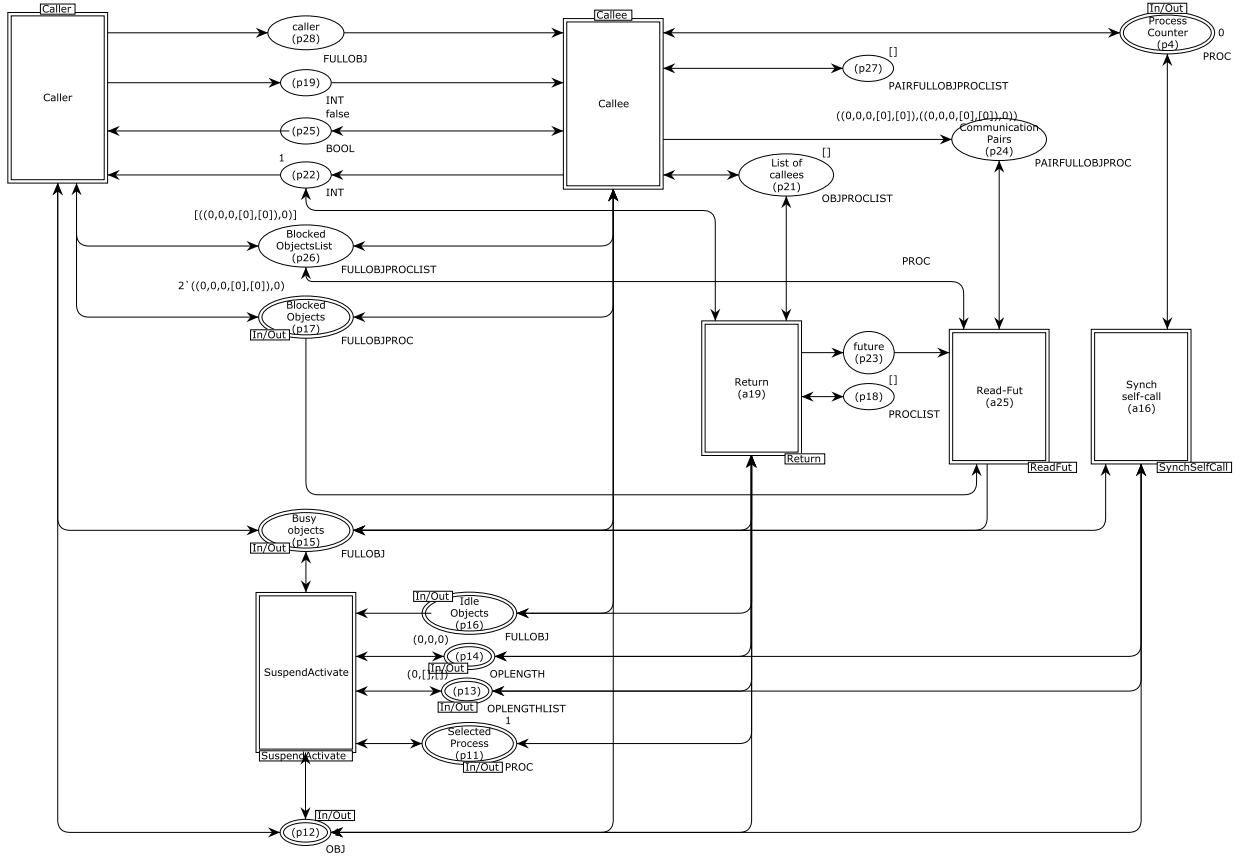 Caller
Callee
In/Out
caller
(p28)
FULLOBJ
Process
Counter
(p4)
0
PROC
[]
(p27)
PAIRFULLOBJPROCLIST
(p19)
INT
Caller
Callee
false
(p25)
BOOL
((0,0,0,[0],[0]),((0,0,0,[0],[0]),0))
Communication
Pairs
(p24)
PAIRFULLOBJPROC
1
(p22)
INT
[]
List of
callees
(p21)
OBJPROCLIST
[((0,0,0,[0],[0]),0)]
Blocked
ObjectsList
(p26)
FULLOBJPROCLIST
PROC
2`((0,0,0,[0],[0]),0)
Blocked
Objects
(p17)
In/Out
FULLOBJPROC
future
(p23)
Return
(a19)
[]
(p18)
PROCLIST
Read-Fut
(a25)
Synch
self-call
(a16)
Return
ReadFut
SynchSelfCall
Busy
objects
(p15)
In/Out
FULLOBJ
In/Out
Idle
Objects
(p16)
FULLOBJ
(0,0,0)
(p14)
In/Out
OPLENGTH
SuspendActivate
(0,[],[])
(p13)
In/Out
OPLENGTHLIST
1
Selected
Process
(p11)
In/Out
PROC
SuspendActivate
In/Out
(p12)
OBJ